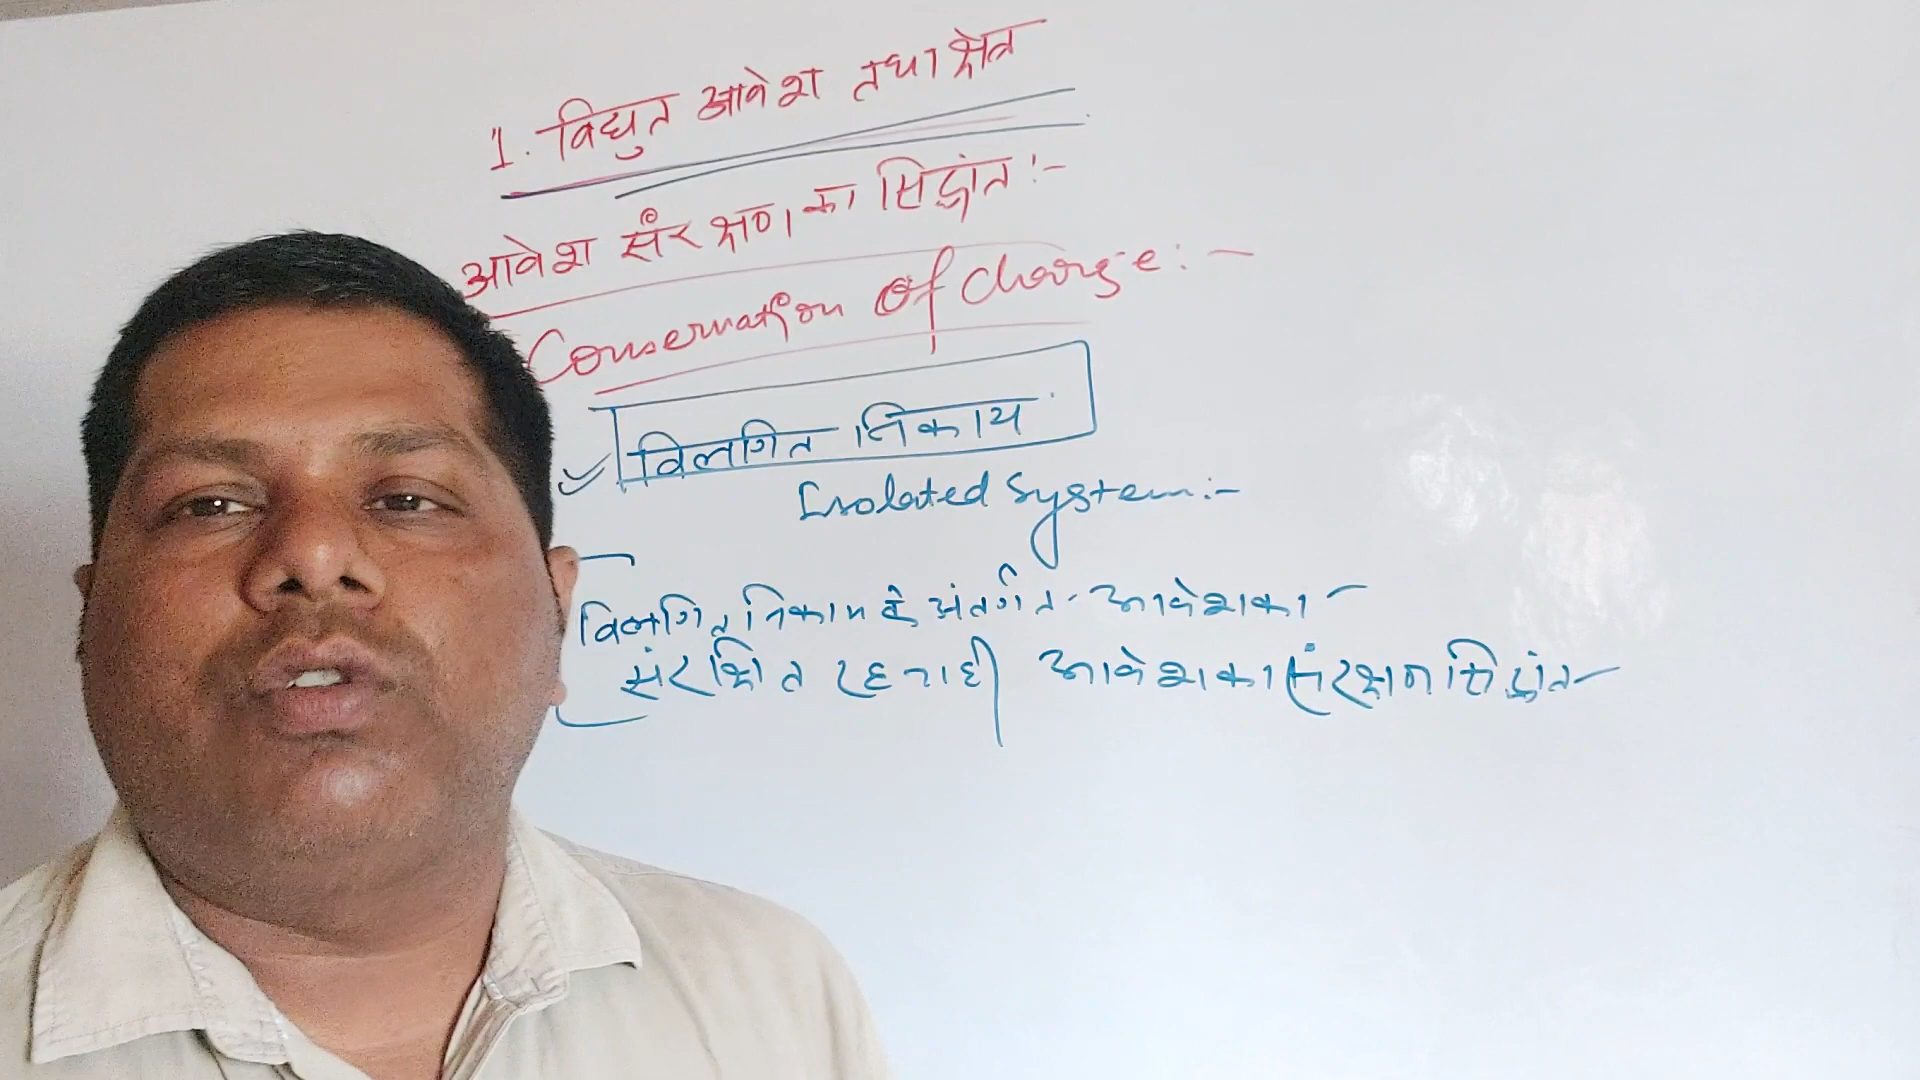 1. विद्युत आवेश तथा क्षेत्र
आवेश संरक्षण का सिद्धांत :-
Conservation of charge :-
विलगित निकाय
Isolated System :-
विलगित निकाय के अंतर्गत आवेश का
संरक्षित रहना ही आवेश का संरक्षण सिद्धांत